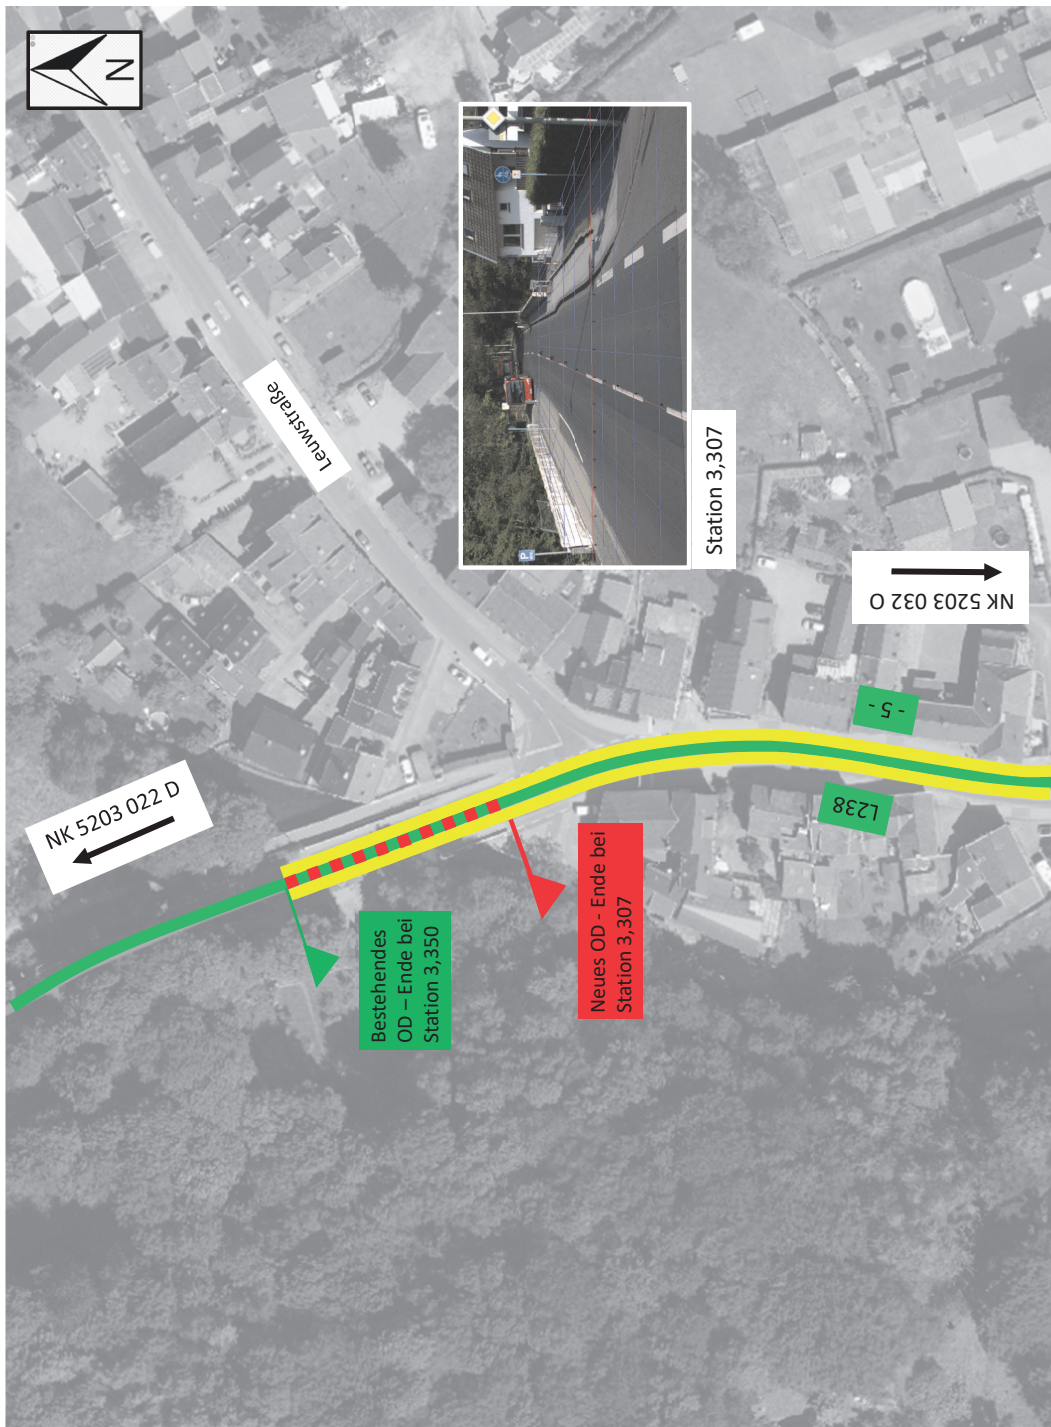 N
Leuwstraße
Station 3,307
NK 5203 022 D
NK 5203 032 O
- 5 -
L238
Bestehendes
OD – Ende bei
Station 3,350
Neues OD - Ende bei
Station 3,307
P